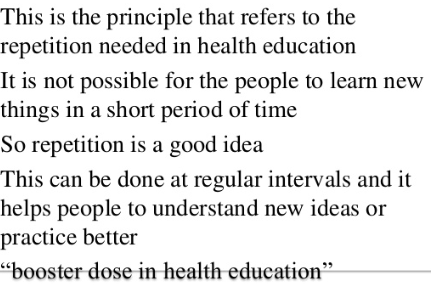 This is the principle that refers to the
repetition needed in health education
It is not possible for the people to learn new
things in a short period of time
So repetition is a good idea
This can be done at regular intervals and it
helps people to understand new ideas or
practice better
“booster dose in health education”